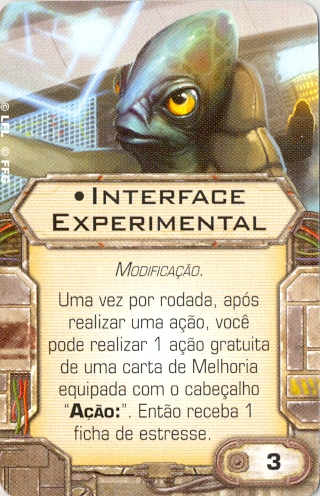 © LFL © FFG
• Interface
Experimental
Modificação.
Uma vez por rodada, após
realizar uma ação, você
pode realizar 1 ação gratuita
de uma carta de Melhoria
equipada com o cabeçalho
“Ação:”. Então receba 1
ficha de estresse.
3